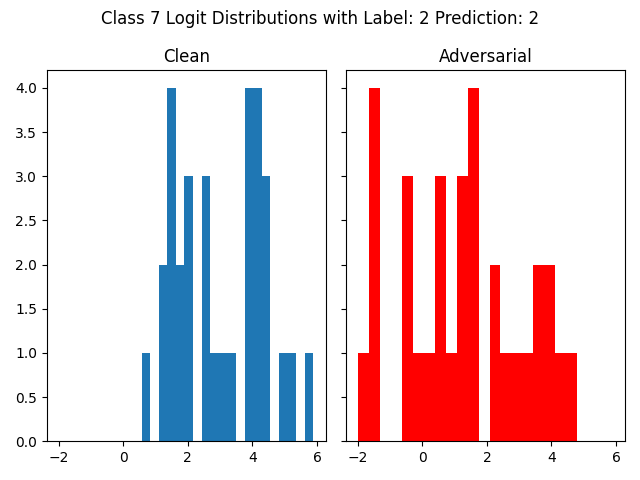 Class 7 Logit Distributions with Label: 2 Prediction: 2
Clean
Adversarial
4.0
3.5
3.0
2.5
2.0
1.5
1.0
0.5
0.0
−2 0 2 4 6
−2 0 2 4 6